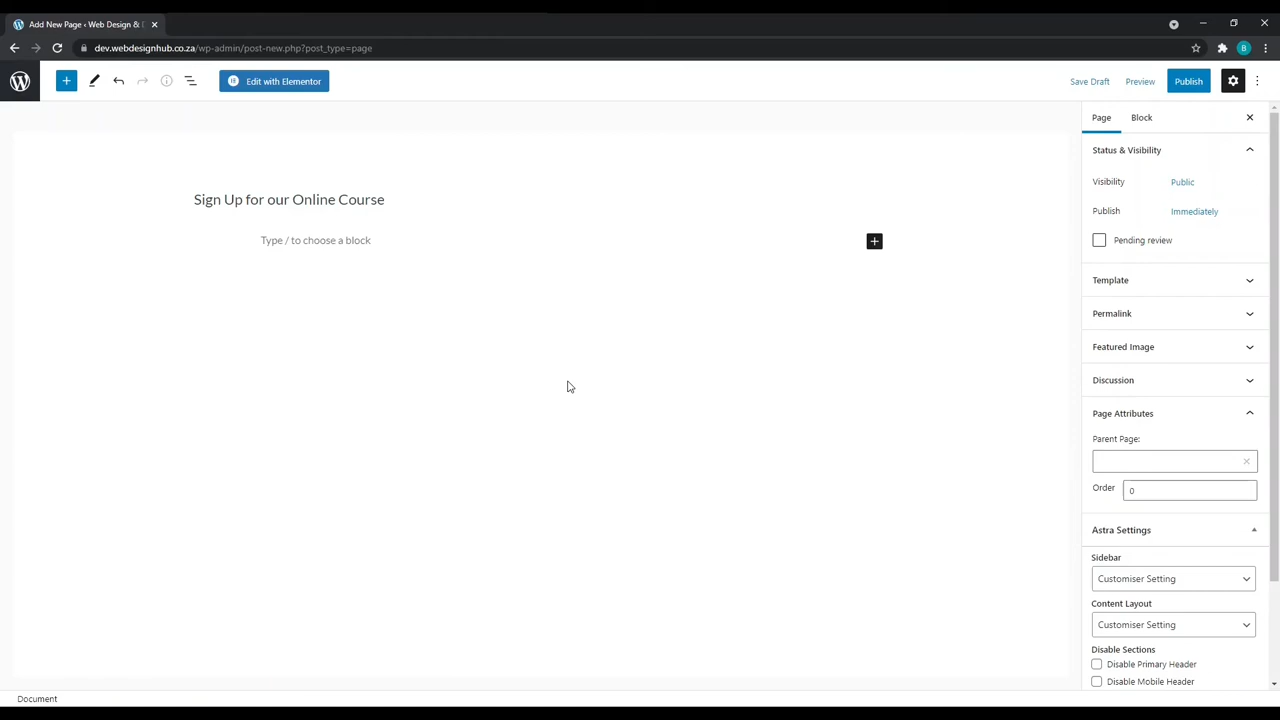 Add New Page ‹ Web Design & D
dev.webdesignhub.co.za/wp-admin/post-new.php?post_type=page
B
Edit with Elementor
Save Draft
Preview
Publish
Page
Block
Sign Up for our Online Course
Type / to choose a block
Status & Visibility
Visibility
Public
Publish
Immediately
Pending review
Template
Permalink
Featured Image
Discussion
Page Attributes
Parent Page:
Order
0
Astra Settings
Sidebar
Customiser Setting
Content Layout
Customiser Setting
Disable Sections
Disable Primary Header
Disable Mobile Header
Document